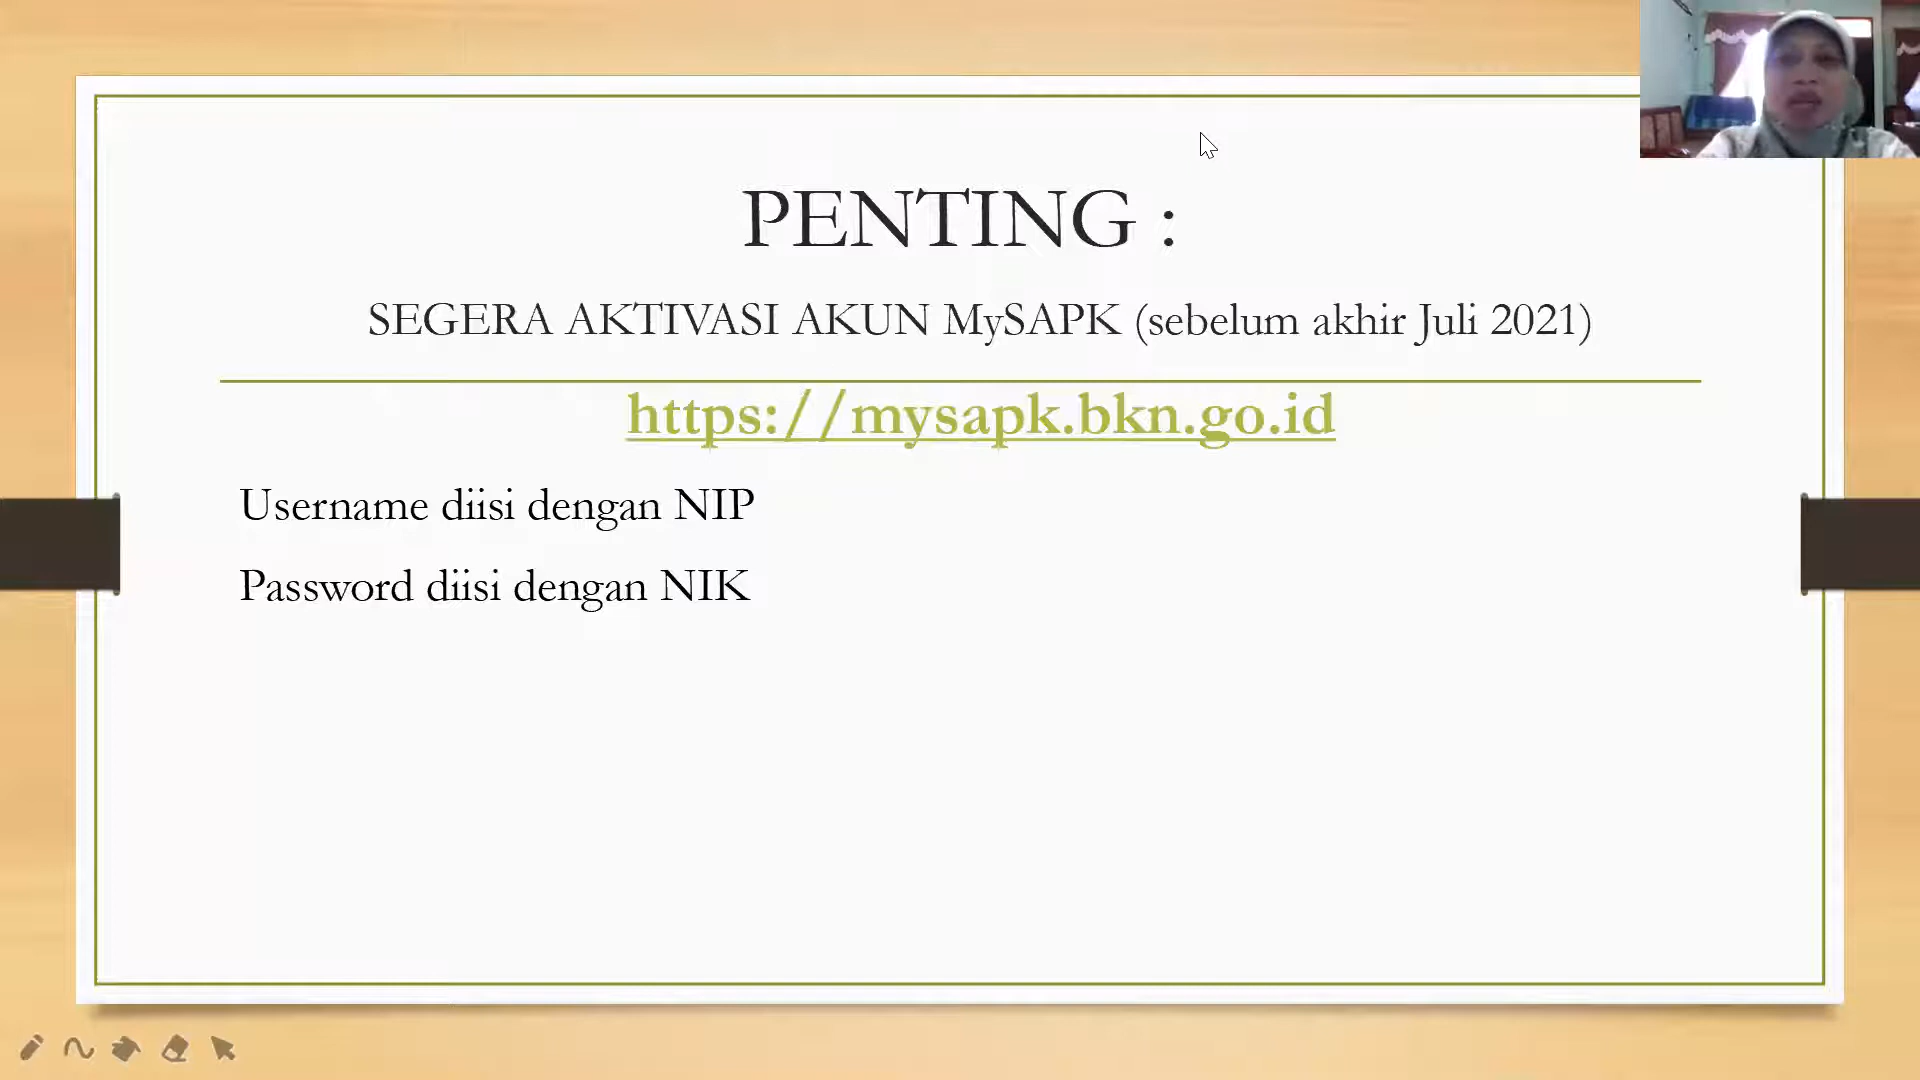 PENTING :
SEGERA AKTIVASI AKUN MySAPK (sebelum akhir Juli 2021)
https://mysapk.bkn.go.id
Username diisi dengan NIP
Password diisi dengan NIK